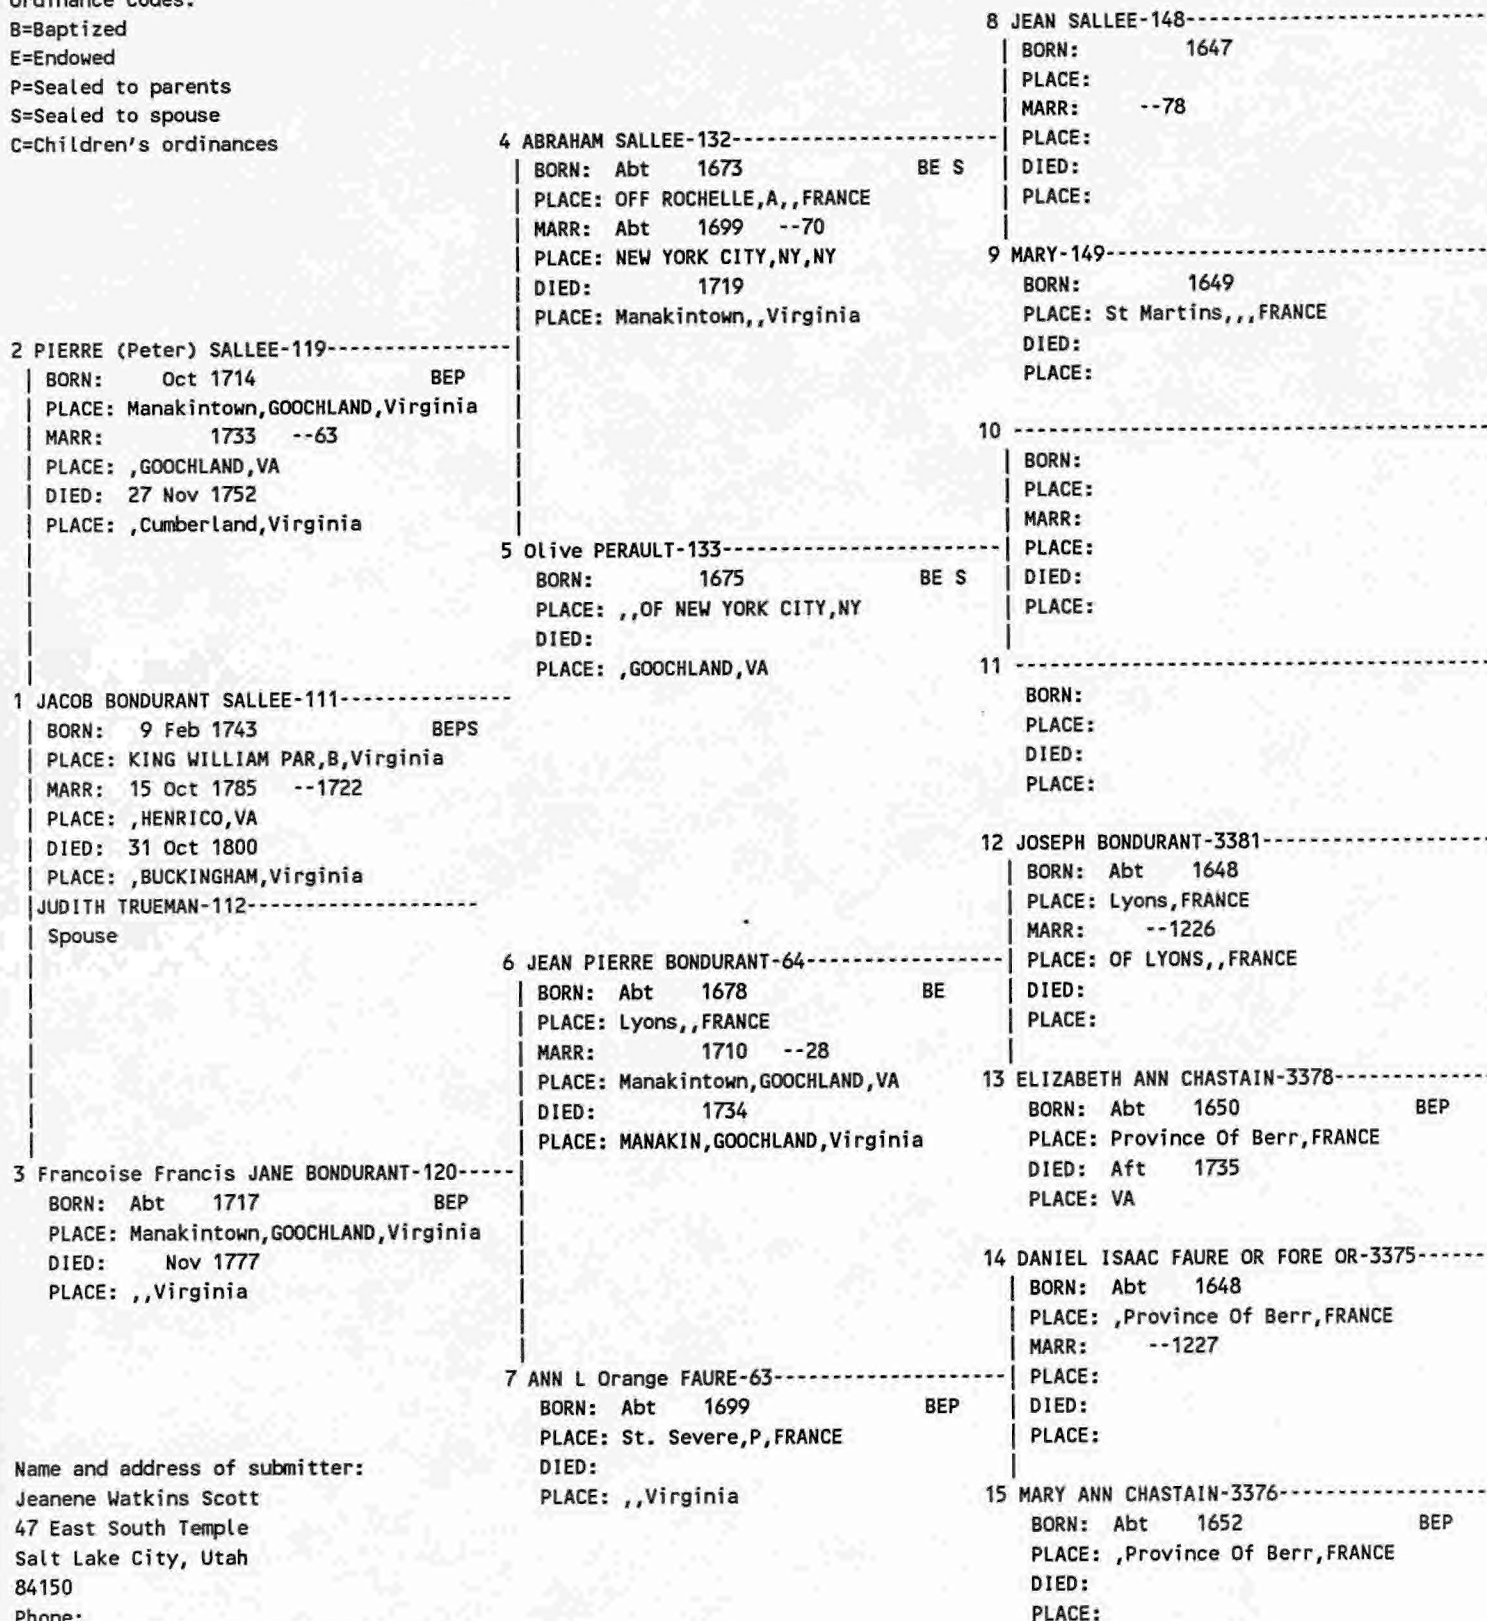 Ordinance Codes:
B=Baptized
E=Endowed
P=Sealed to parents
S=Sealed to spouse
C=Children's ordinances
8 JEAN SALLEE-148
BORN: 1647
PLACE:
MARR: --78
PLACE:
DIED:
PLACE:
4 ABRAHAM SALLEE-132
BORN: Abt 1673 BE S
PLACE: OFF ROCHELLE,A,,FRANCE
MARR: Abt 1699 --70
PLACE: NEW YORK CITY,NY,NY
DIED: 1719
PLACE: Manakintown,,Virginia
9 MARY-149
BORN: 1649
PLACE: St Martins,,,FRANCE
DIED:
PLACE:
2 PIERRE (Peter) SALLEE-119
BORN: Oct 1714 BEP
PLACE: Manakintown,GOOCHLAND,Virginia
MARR: 1733 --63
PLACE: ,GOOCHLAND,VA
DIED: 27 Nov 1752
PLACE: ,Cumberland,Virginia
10
BORN:
PLACE:
MARR:
PLACE:
DIED:
PLACE:
5 Olive PERAULT-133
BORN: 1675 BE S
PLACE: ,,OF NEW YORK CITY,NY
DIED:
PLACE: ,GOOCHLAND,VA
11
BORN:
PLACE:
DIED:
PLACE:
1 JACOB BONDURANT SALLEE-111
BORN: 9 Feb 1743 BEPS
PLACE: KING WILLIAM PAR,B,Virginia
MARR: 15 Oct 1785 --1722
PLACE: ,HENRICO,VA
DIED: 31 Oct 1800
PLACE: ,BUCKINGHAM,Virginia
JUDITH TRUEMAN-112
Spouse
12 JOSEPH BONDURANT-3381
BORN: Abt 1648
PLACE: Lyons,FRANCE
MARR: --1226
PLACE: OF LYONS,,FRANCE
DIED:
PLACE:
6 JEAN PIERRE BONDURANT-64
BORN: Abt 1678 BE
PLACE: Lyons,,FRANCE
MARR: 1710 --28
PLACE: Manakintown,GOOCHLAND,VA
DIED: 1734
PLACE: MANAKIN,GOOCHLAND,Virginia
13 ELIZABETH ANN CHASTAIN-3378
BORN: Abt 1650 BEP
PLACE: Province Of Berr,FRANCE
DIED: Aft 1735
PLACE: VA
3 Francoise Francis JANE BONDURANT-120
BORN: Abt 1717 BEP
PLACE: Manakintown,GOOCHLAND,Virginia
DIED: Nov 1777
PLACE: ,,Virginia
14 DANIEL ISAAC FAURE OR FORE OR-3375
BORN: Abt 1648
PLACE: ,Province Of Berr,FRANCE
MARR: --1227
PLACE:
DIED:
PLACE:
7 ANN L Orange FAURE-63
BORN: Abt 1699 BEP
PLACE: St. Severe,P,FRANCE
DIED:
PLACE: ,,Virginia
15 MARY ANN CHASTAIN-3376
BORN: Abt 1652 BEP
PLACE: ,Province Of Berr,FRANCE
DIED:
PLACE:
Name and address of submitter:
Jeanene Watkins Scott
47 East South Temple
Salt Lake City, Utah
84150
Phone: